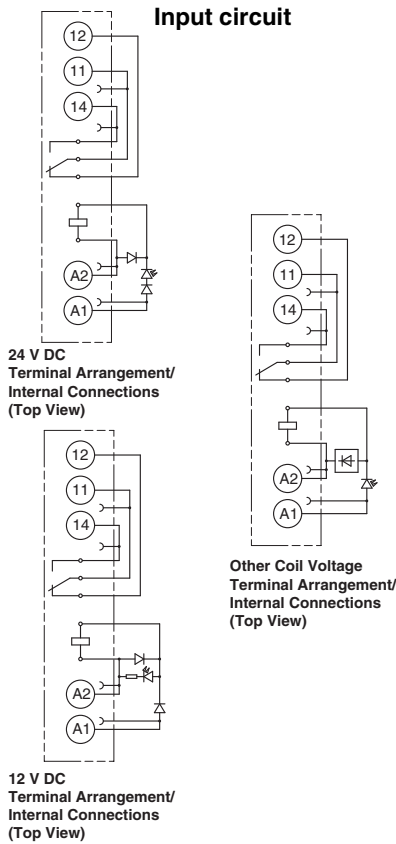 Input circuit
12
11
14
A2
A1
24 V DC
Terminal Arrangement/
Internal Connections
(Top View)
12
11
14
A2
A1
Other Coil Voltage
Terminal Arrangement/
Internal Connections
(Top View)
12
11
14
A2
A1
12 V DC
Terminal Arrangement/
Internal Connections
(Top View)